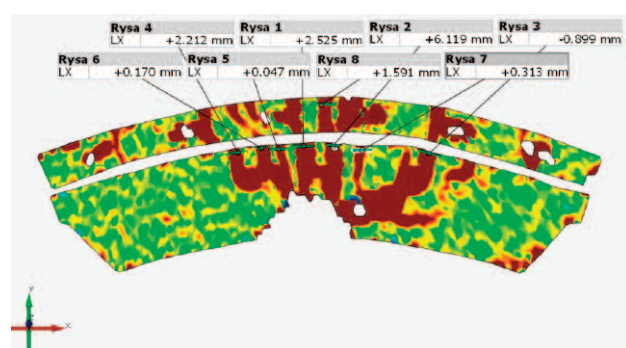 Rysa 4 Rysa 1 Rysa 2 Rysa 3
LX +2.212 mm LX +2.525 mm LX +6.119 mm LX -0.899 mm
Rysa 6 Rysa 5 Rysa 8 Rysa 7
LX +0.170 mm LX +0.047 mm LX +1.591 mm LX +0.313 mm
Y
X